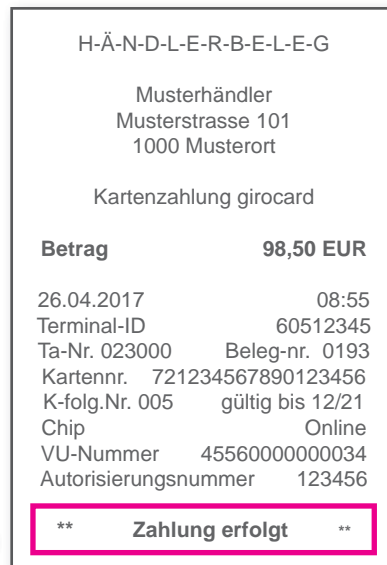 H-Ä-N-D-L-E-R-B-E-L-E-G
Musterhändler
Musterstrasse 101
1000 Musterort
Kartenzahlung girocard
Betrag 98,50 EUR
26.04.2017 08:55
Terminal-ID 60512345
Ta-Nr. 023000 Beleg-nr. 0193
Kartennr. 721234567890123456
K-folg.Nr. 005 gültig bis 12/21
Chip Online
VU-Nummer 45560000000034
Autorisierungsnummer 123456
** Zahlung erfolgt **